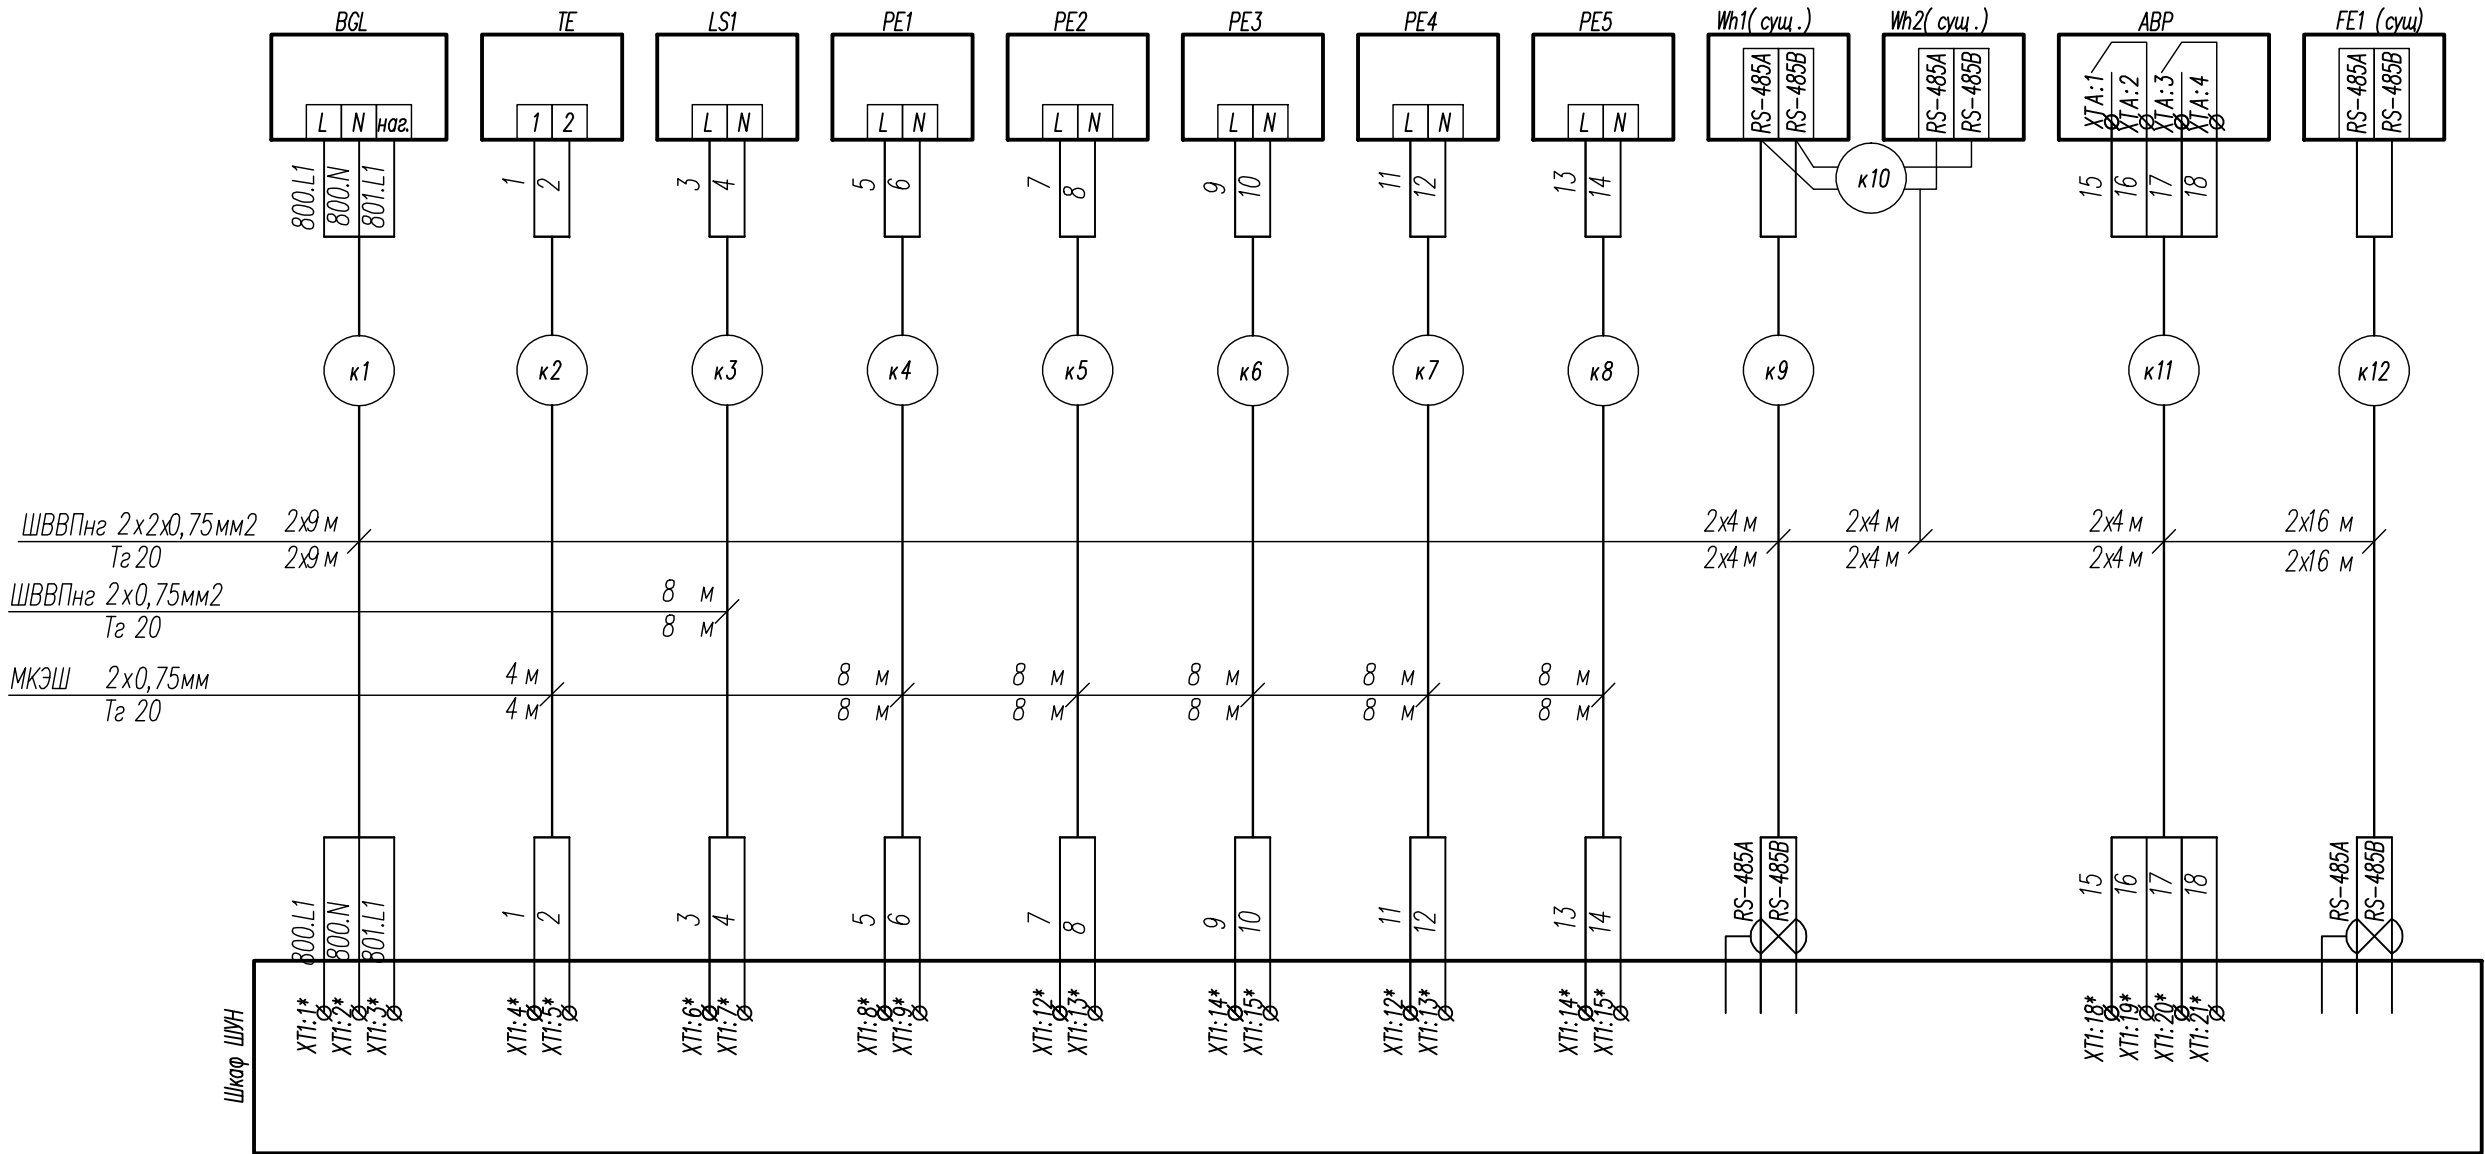 BGL TE LS1 PE1 PE2 PE3 PE4 PE5 Wh1( сущ.) Wh2( сущ.) АВР FE1 (сущ)
L N наг. 1 2 L N L N L N L N L N L N RS-485A RS-485B RS-485A RS-485B XTA:1 XTA:2 XTA:3 XTA:4 RS-485A RS-485B
800.L1 800.N 801.L1 1 2 3 4 5 6 7 8 9 10 11 12 13 14 к10 15 16 17 18
к1 к2 к3 к4 к5 к6 к7 к8 к9 к11 к12
ШВВПнг 2х2х0,75мм2 2х9 м 2х4 м 2х4 м 2х4 м 2х16 м
Тг 20 2х9 м 2х4 м 2х4 м 2х4 м 2х16 м
ШВВПнг 2х0,75мм2 8 м
Тг 20 8 м
МКЭШ 2х0,75мм 4 м 8 м 8 м 8 м 8 м 8 м
Тг 20 4 м 8 м 8 м 8 м 8 м 8 м
800.L1 800.N 801.L1 1 2 3 4 5 6 7 8 9 10 11 12 13 14 RS-485A RS-485B 15 16 17 18 RS-485A RS-485B
XT1:1* XT1:2* XT1:3* XT1:4* XT1:5* XT1:6* XT1:7* XT1:8* XT1:9* XT1:12* XT1:13* XT1:14* XT1:15* XT1:12* XT1:13* XT1:14* XT1:15* XT1:18* XT1:19* XT1:20* XT1:21*
Шкаф ШУН